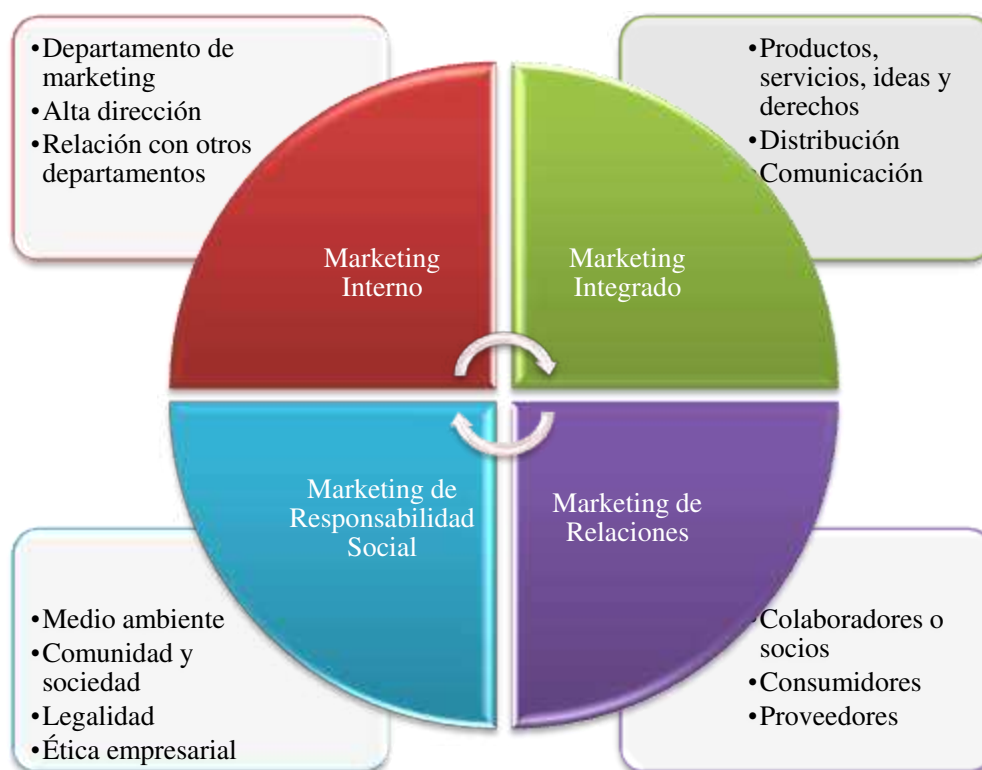 •Departamento de
marketing
•Alta dirección
•Relación con otros
departamentos
•Productos,
servicios, ideas y
derechos
•Distribución
•Comunicación
Marketing
Interno
Marketing
Integrado
Marketing de
Responsabilidad
Social
Marketing de
Relaciones
•Medio ambiente
•Comunidad y
sociedad
•Legalidad
•Ética empresarial
•Colaboradores o
socios
•Consumidores
•Proveedores